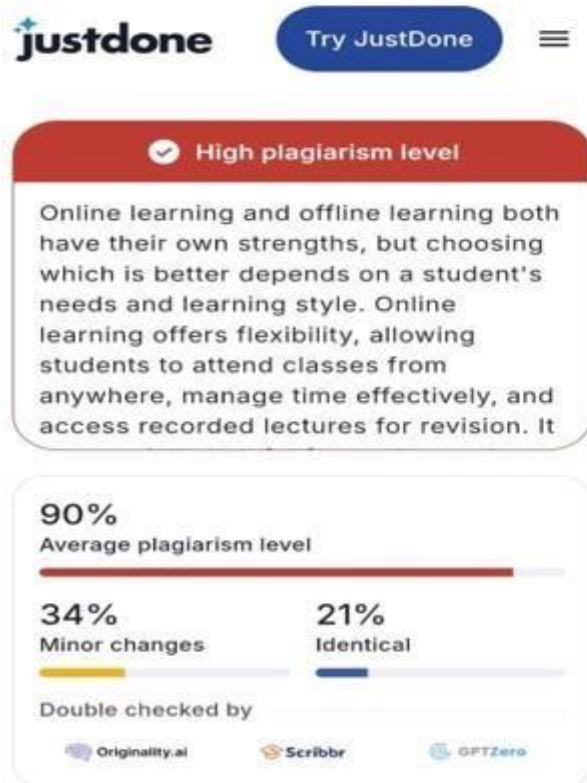 justdone
Try JustDone
High plagiarism level
Online learning and offline learning both
have their own strengths, but choosing
which is better depends on a student's
needs and learning style. Online
learning offers flexibility, allowing
students to attend classes from
anywhere, manage time effectively, and
access recorded lectures for revision. It
90%
Average plagiarism level
34%
Minor changes
21%
Identical
Double checked by
Originality.ai
Scribbr
GPTZero